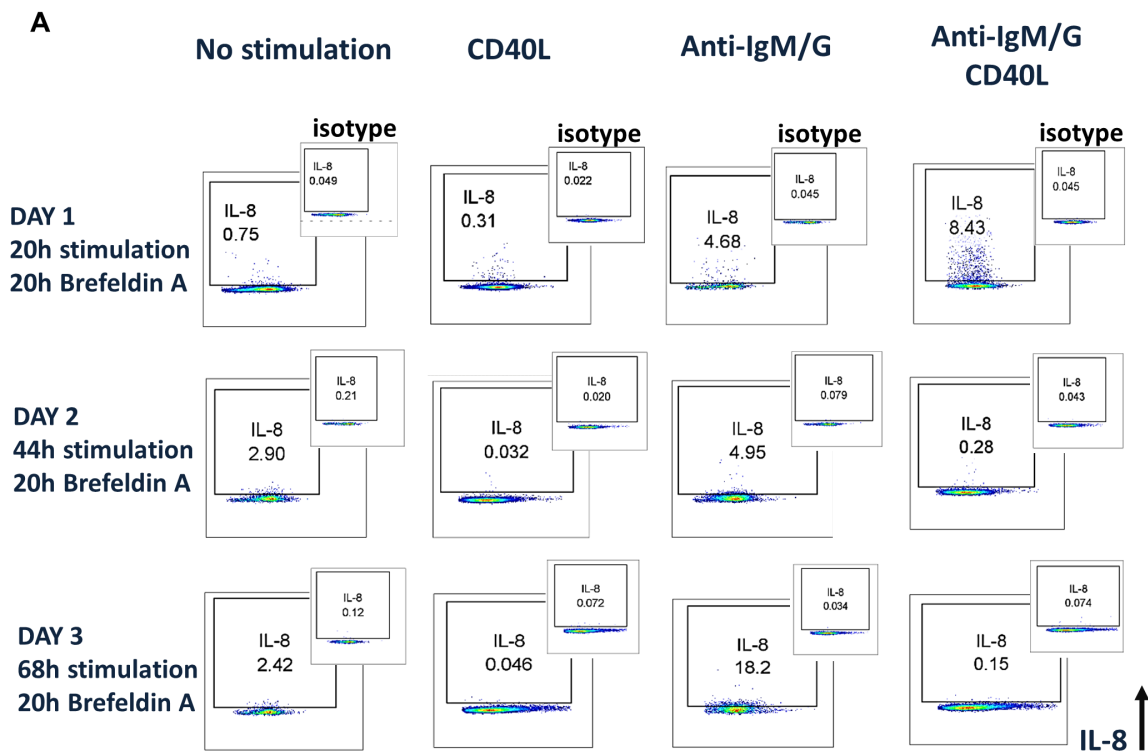 A
No stimulation
CD40L
Anti-IgM/G
Anti-IgM/G
CD40L
isotype
isotype
isotype
isotype
DAY 1
20h stimulation
20h Brefeldin A
IL-8
0.75
IL-8
0.049
IL-8
0.31
IL-8
0.022
IL-8
4.68
IL-8
0.045
IL-8
8.43
IL-8
0.045
DAY 2
44h stimulation
20h Brefeldin A
IL-8
2.90
IL-8
0.21
IL-8
0.032
IL-8
0.020
IL-8
4.95
IL-8
0.079
IL-8
0.28
IL-8
0.043
DAY 3
68h stimulation
20h Brefeldin A
IL-8
2.42
IL-8
0.12
IL-8
0.046
IL-8
0.072
IL-8
18.2
IL-8
0.034
IL-8
0.15
IL-8
0.074
IL-8